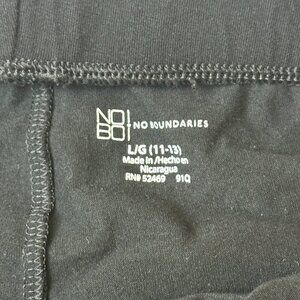 NO
BO
NO BOUNDARIES
L/G (11-13)
Made in/Hecho en
Nicaragua
RN# 52469 91Q